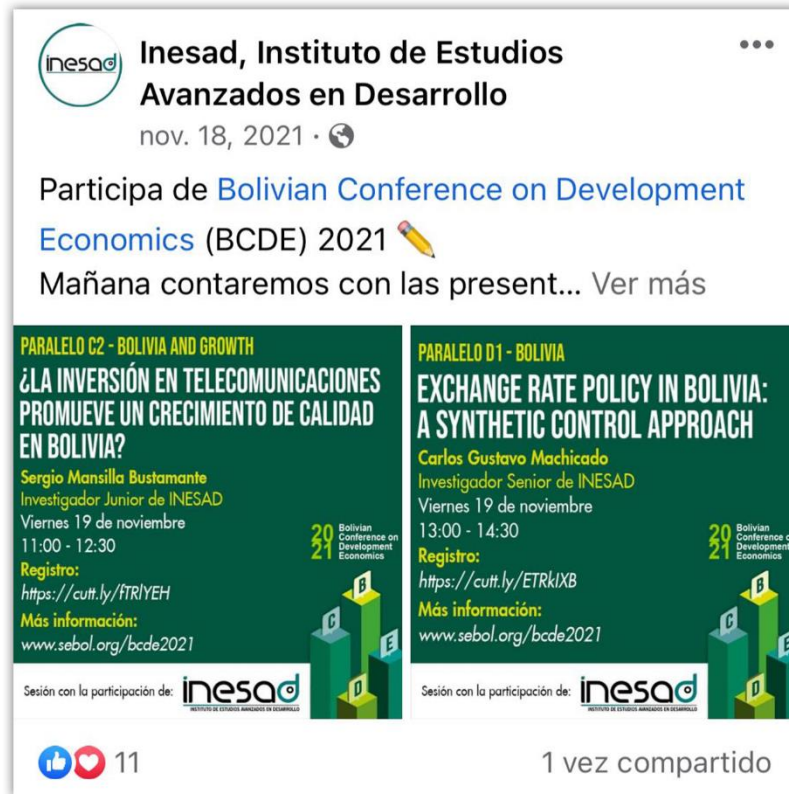 inesad
Inesad, Instituto de Estudios
Avanzados en Desarrollo
nov. 18, 2021 ·
Participa de Bolivian Conference on Development
Economics (BCDE) 2021
Mañana contaremos con las present... Ver más
PARALELO C2 - BOLIVIA AND GROWTH
¿LA INVERSIÓN EN TELECOMUNICACIONES
PROMUEVE UN CRECIMIENTO DE CALIDAD
EN BOLIVIA?
Sergio Mansilla Bustamante
Investigador Junior de INESAD
Viernes 19 de noviembre
11:00 - 12:30
Registro:
https://cutt.ly/fTRlYEH
Más información:
www.sebol.org/bcde2021
2021
Bolivian
Conference on
Development
Economics
B
C
E
D
Sesión con la participación de: inesad
INSTITUTO DE ESTUDIOS AVANZADOS EN DESARROLLO
PARALELO D1 - BOLIVIA
EXCHANGE RATE POLICY IN BOLIVIA:
A SYNTHETIC CONTROL APPROACH
Carlos Gustavo Machicado
Investigador Senior de INESAD
Viernes 19 de noviembre
13:00 - 14:30
Registro:
https://cutt.ly/ETRkIXB
Más información:
www.sebol.org/bcde2021
2021
Bolivian
Conference o
Development
Economics
B
C
E
D
Sesión con la participación de: inesad
INSTITUTO DE ESTUDIOS AVANZADOS EN DESARROLLO
11
1 vez compartido